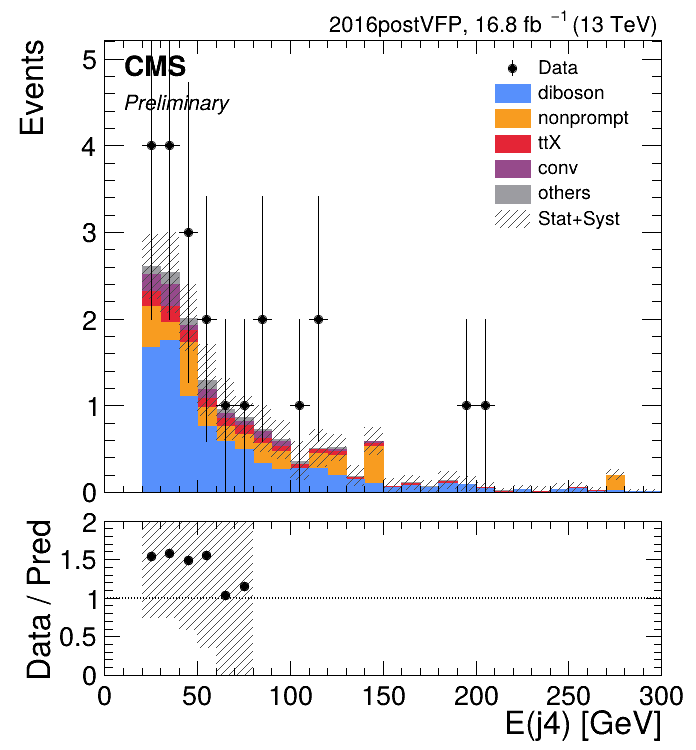 2016postVFP, 16.8 fb⁻¹ (13 TeV)
CMS
Preliminary
Events
5
4
3
2
1
0
Data
diboson
nonprompt
ttX
conv
others
Stat+Syst
Data / Pred
2
1.5
1
0.5
0
0 50 100 150 200 250 300
E(j4) [GeV]